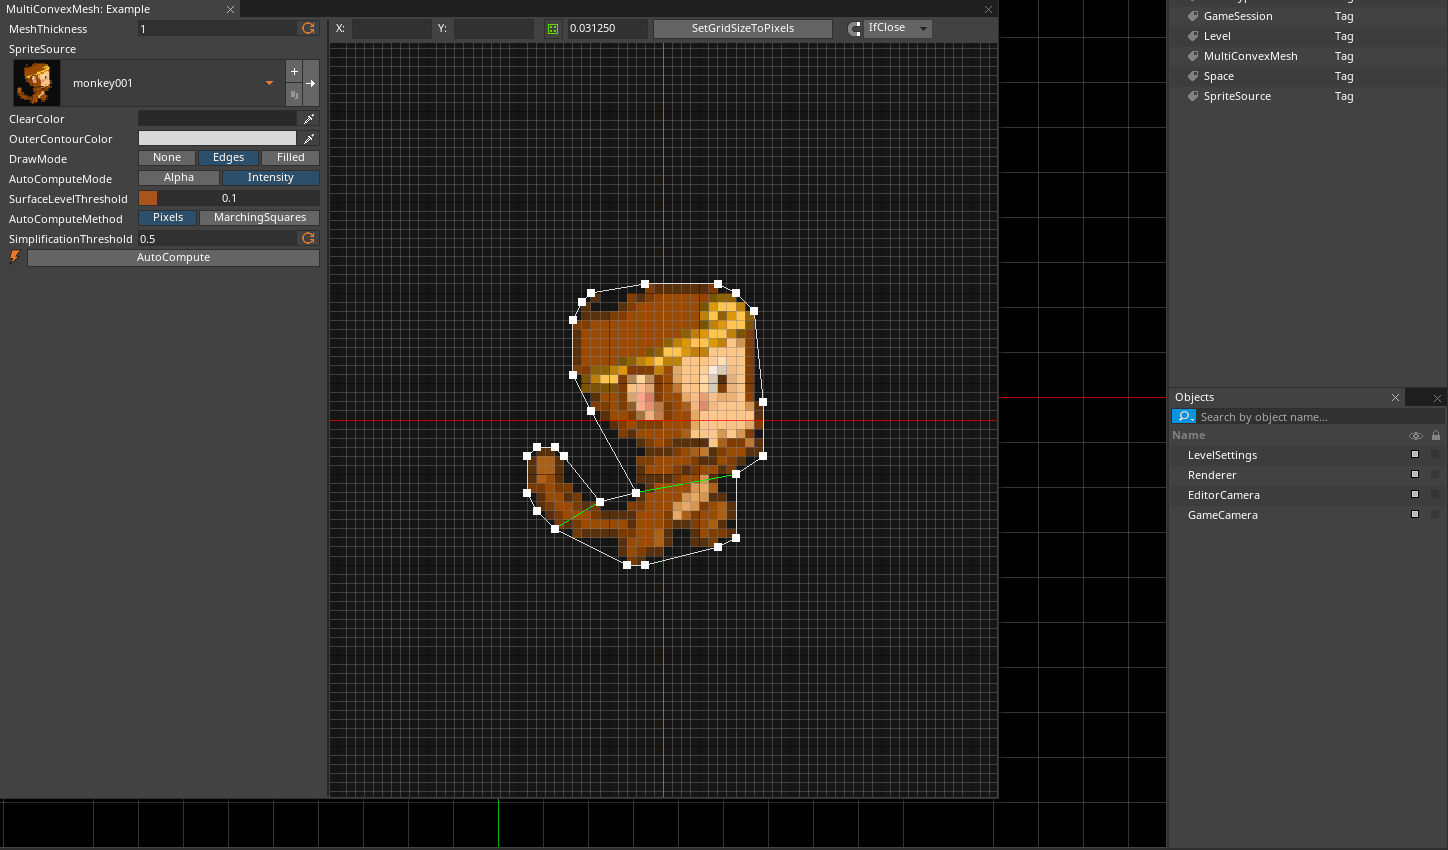 MultiConvexMesh: Example
MeshThickness 1
SpriteSource
monkey001
ClearColor
OuterContourColor
DrawMode None Edges Filled
AutoComputeMode Alpha Intensity
SurfaceLevelThreshold 0.1
AutoComputeMethod Pixels MarchingSquares
SimplificationThreshold 0.5
AutoCompute
X: Y: 0.031250 SetGridSizeToPixels IfClose
GameSession Tag
Level Tag
MultiConvexMesh Tag
Space Tag
SpriteSource Tag
Objects
Search by object name...
Name
LevelSettings
Renderer
EditorCamera
GameCamera